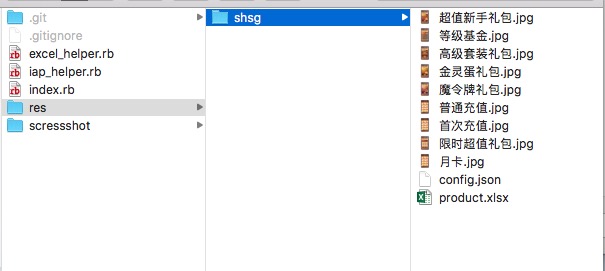 .git
.gitignore
excel_helper.rb
iap_helper.rb
index.rb
res
scressshot
shsg
超值新手礼包.jpg
等级基金.jpg
高级套装礼包.jpg
金灵蛋礼包.jpg
魔令牌礼包.jpg
普通充值.jpg
首次充值.jpg
限时超值礼包.jpg
月卡.jpg
config.json
product.xlsx